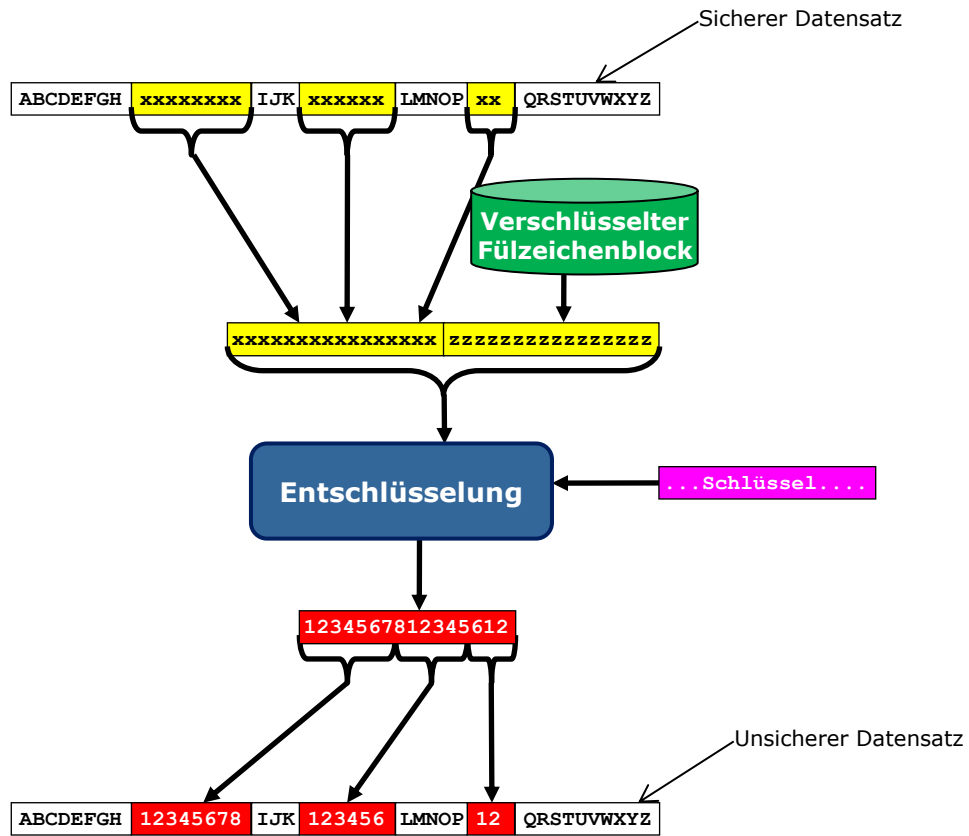 Sicherer Datensatz
ABCDEFGH xxxxxxxx IJK xxxxxx LMNOP xx QRSTUVWXYZ
Verschlüsselter
Fülzeichenblock
xxxxxxxxxxxxxxxx zzzzzzzzzzzzzzzz
Entschlüsselung
...Schlüssel....
1234567812345612
Unsicherer Datensatz
ABCDEFGH 12345678 IJK 123456 LMNOP 12 QRSTUVWXYZ